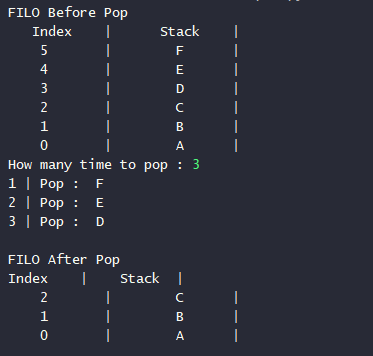 FILO Before Pop
   Index    |      Stack    |
    5       |        F      |
    4       |        E      |
    3       |        D      |
    2       |        C      |
    1       |        B      |
    0       |        A      |
How many time to pop : 3
1 | Pop :  F
2 | Pop :  E
3 | Pop :  D
FILO After Pop
Index    |    Stack  |
    2       |        C      |
    1       |        B      |
    0       |        A      |